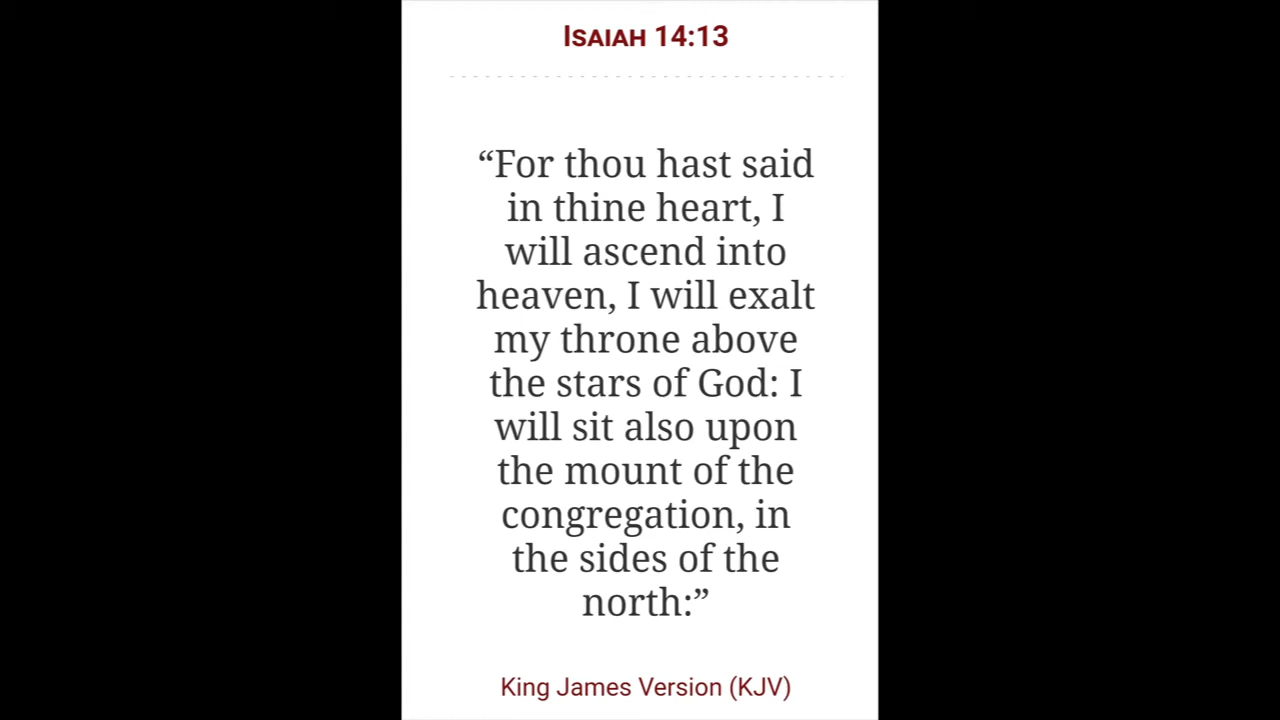 Isaiah 14:13
“For thou hast said
in thine heart, I
will ascend into
heaven, I will exalt
my throne above
the stars of God: I
will sit also upon
the mount of the
congregation, in
the sides of the
north:”
King James Version (KJV)